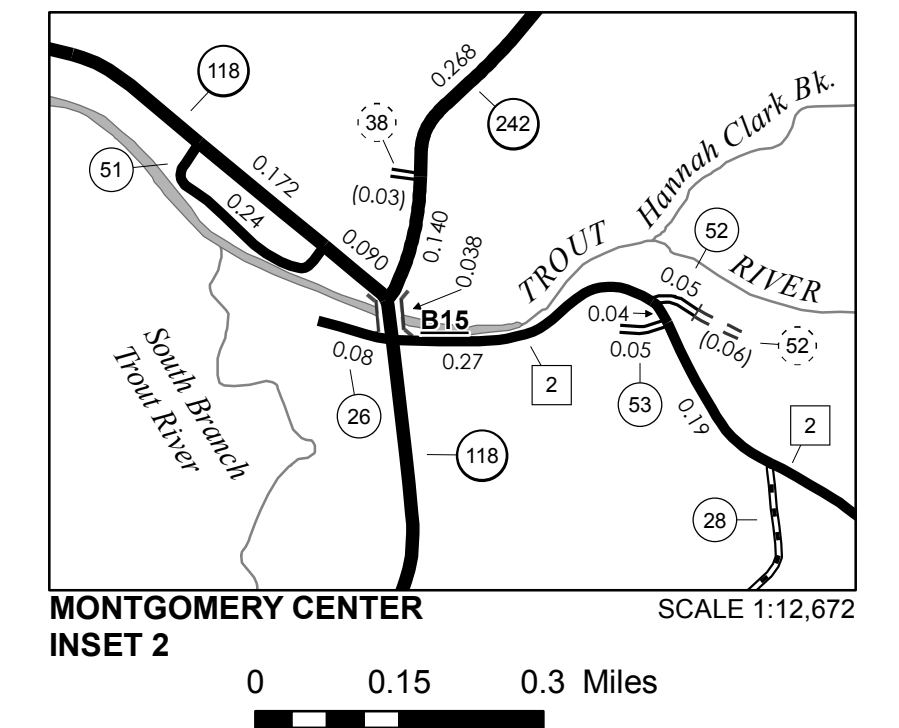 0.268
118
38
242
Hannah Clark Bk.
51
0.172
(0.03)
0.24
0.090
0.140
0.038
TROUT
52
RIVER
0.05
B15
0.04
(0.06)
52
South Branch
Trout River
0.08
0.27
0.05
2
26
53
0.19
2
118
28
MONTGOMERY CENTER
INSET 2
SCALE 1:12,672
0 0.15 0.3 Miles